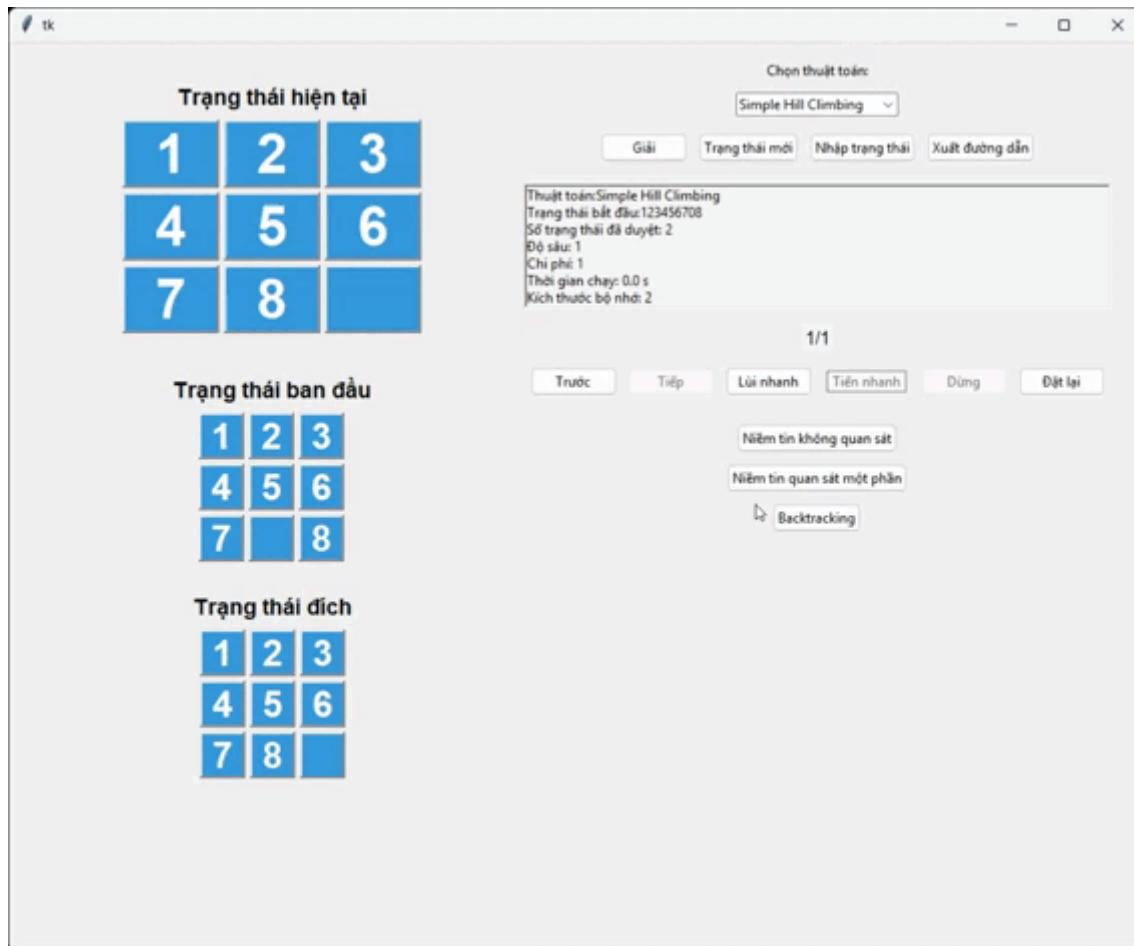 tk
Trạng thái hiện tại
1 2 3
4 5 6
7 8
Trạng thái ban đầu
1 2 3
4 5 6
7 8
Trạng thái đích
1 2 3
4 5 6
7 8
Chọn thuật toán:
Simple Hill Climbing
Giải Trạng thái mới Nhập trạng thái Xuất đường dẫn
Thuật toán:Simple Hill Climbing
Trạng thái bắt đầu:123456708
Số trạng thái đã duyệt: 2
Độ sâu: 1
Chi phí: 1
Thời gian chạy: 0.0 s
Kích thước bộ nhớ: 2
1/1
Trước Tiếp Lùi nhanh Tiến nhanh Dừng Đặt lại
Niềm tin không quan sát
Niềm tin quan sát một phần
Backtracking